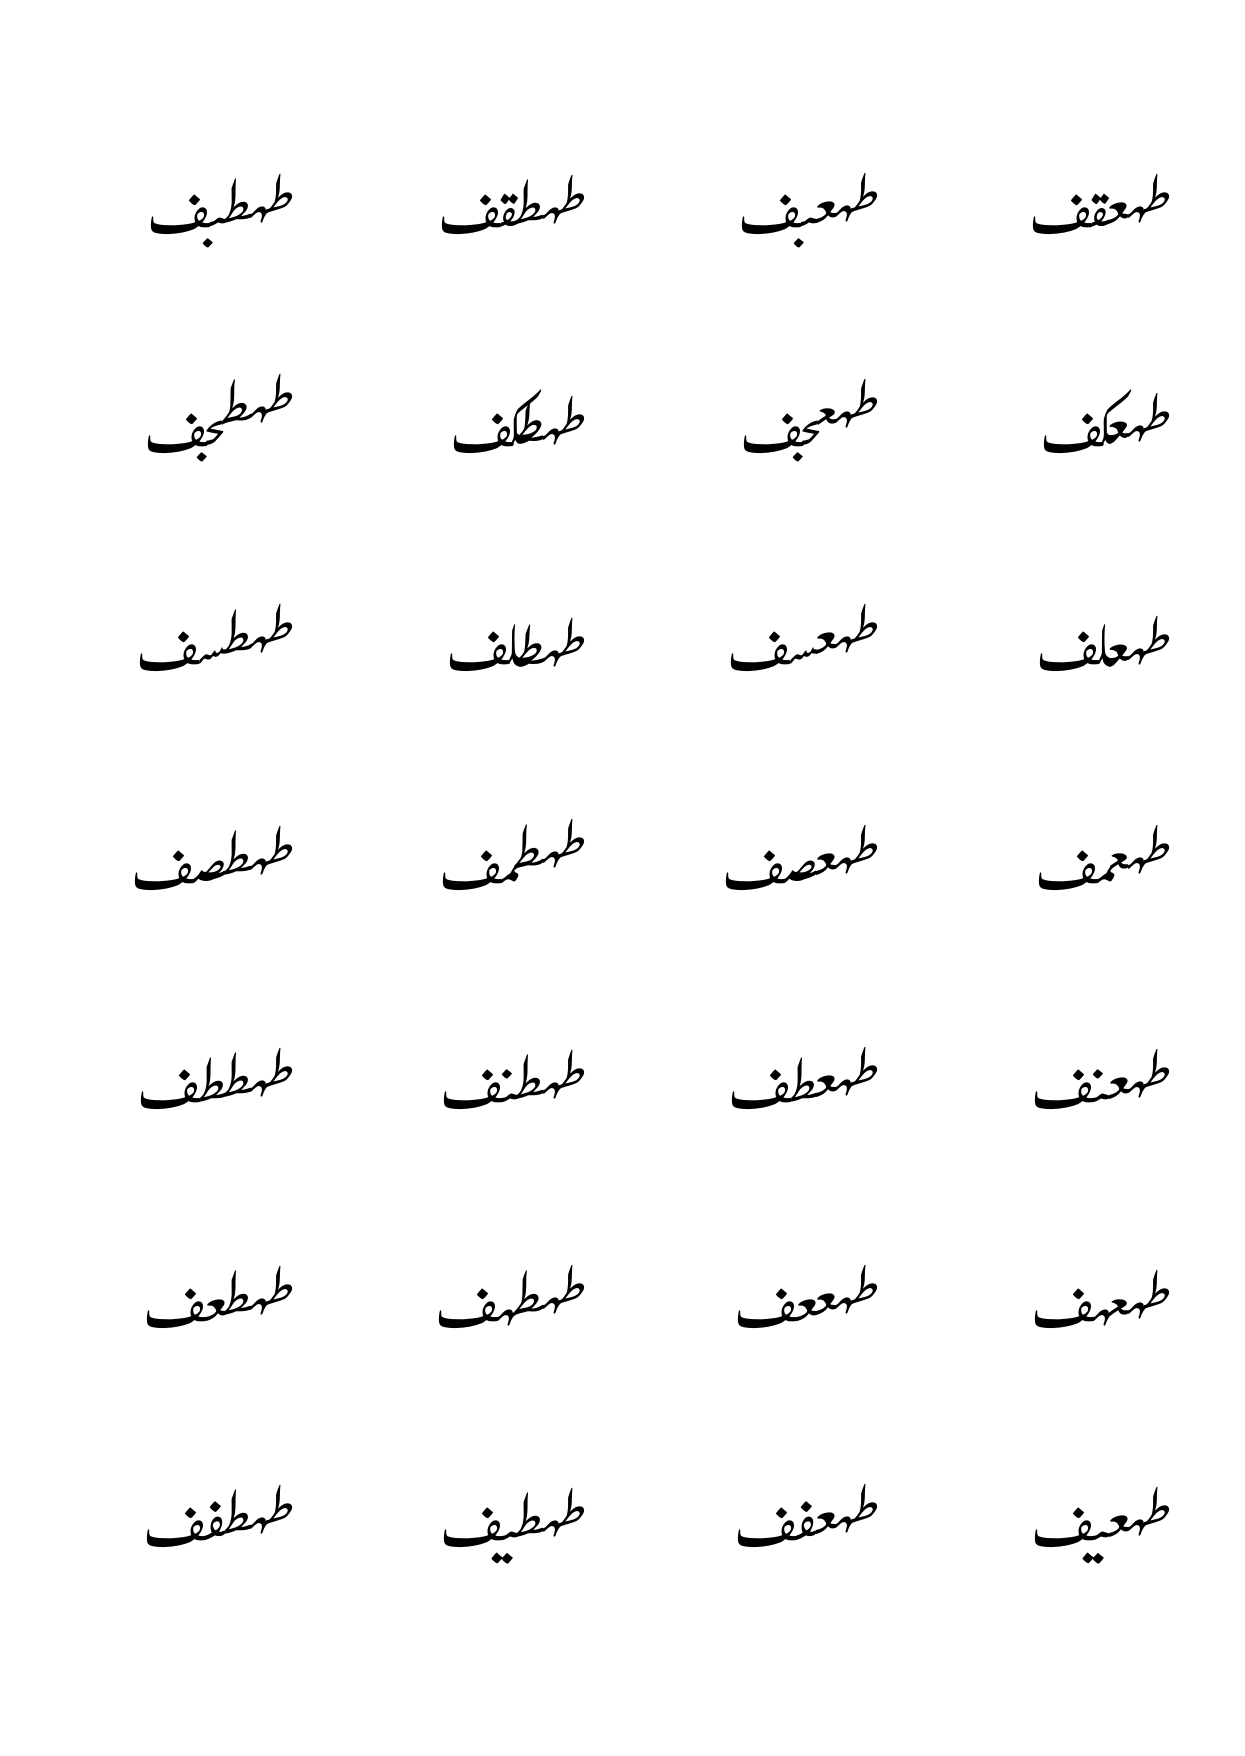 طهعقف طهعبف طهطقف طهطبف
طهعكف طهعجف طهطكف طهطجف
طهعلف طهعسف طهطلف طهطسف
طهعمف طهعصف طهطمف طهطصف
طهعنف طهعطف طهطنف طهططف
طهعهف طهععف طهطهف طهطعف
طهعيف طهعفف طهطيف طهطفف